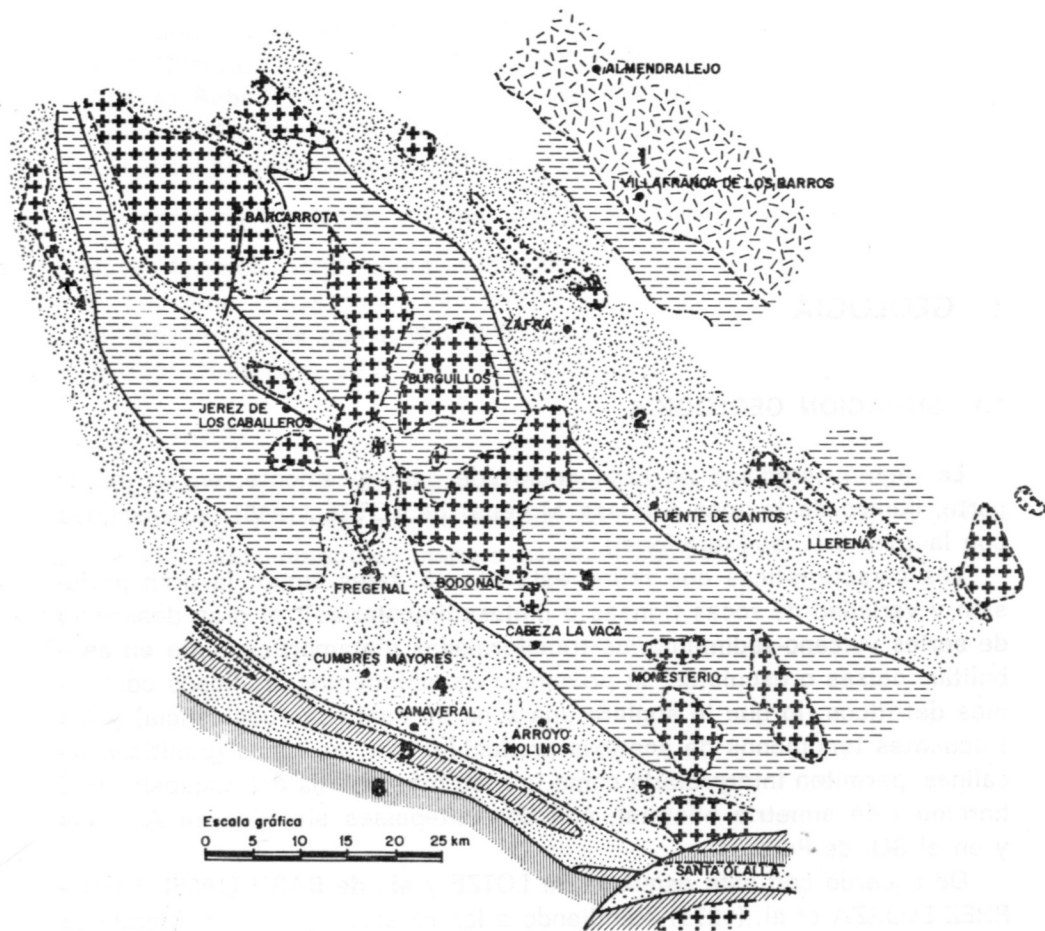 ALMENDRALEJO
1
VILLAFRANCA DE LOS BARROS
BARCARROTA
ZAFRA
BURGUILLOS
JEREZ DE
LOS CABALLEROS
2
FUENTE DE CANTOS
LLERENA
FREGENAL
BODONAL
3
CABEZA LA VACA
CUMBRES MAYORES
MONESTERIO
4
CAÑAVERAL
ARROYO
MOLINOS
5
6
Escala gráfica
0 5 10 15 20 25 km
SANTA OLALLA